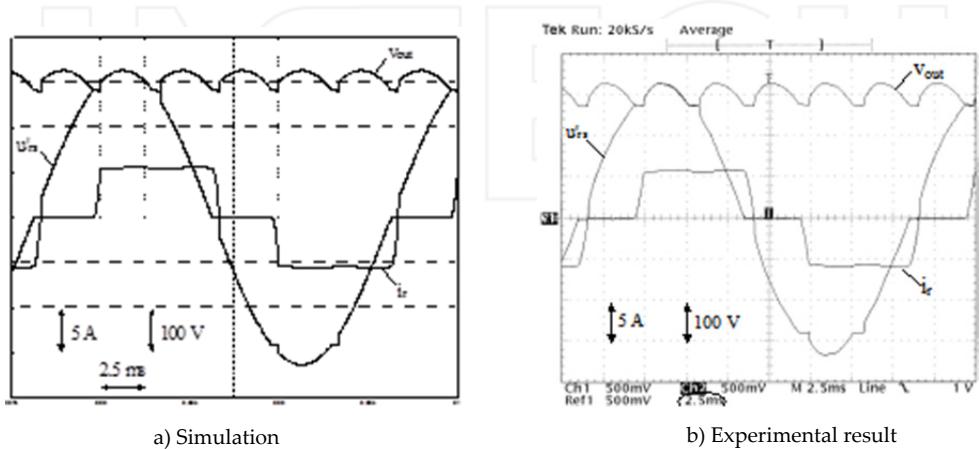 Tek Run: 20kS/s Average
T
Vout
u'rs
ir
5 A
100 V
2.5 ms
a) Simulation
Vout
u'rs
ir
5 A
100 V
Ch1 500mV Ch2 500mV M 2.5ms Line 1 V
Ref1 500mV 2.5ms
b) Experimental result